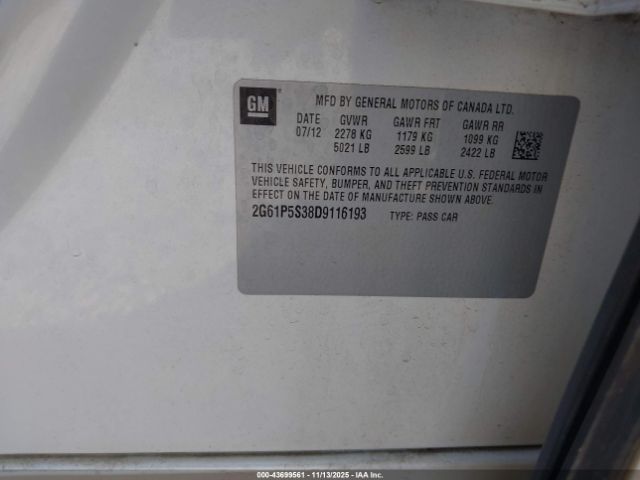 GM
MFD BY GENERAL MOTORS OF CANADA LTD.
DATE GVWR GAWR FRT GAWR RR
07/12 2278 KG 1179 KG 1099 KG
5021 LB 2599 LB 2422 LB
THIS VEHICLE CONFORMS TO ALL APPLICABLE U.S. FEDERAL MOTOR
VEHICLE SAFETY, BUMPER, AND THEFT PREVENTION STANDARDS IN
EFFECT ON THE DATE OF MANUFACTURE SHOWN ABOVE.
2G61P5S38D9116193 TYPE: PASS CAR
00-43699561 - 11/13/2025 - IAAI.COM